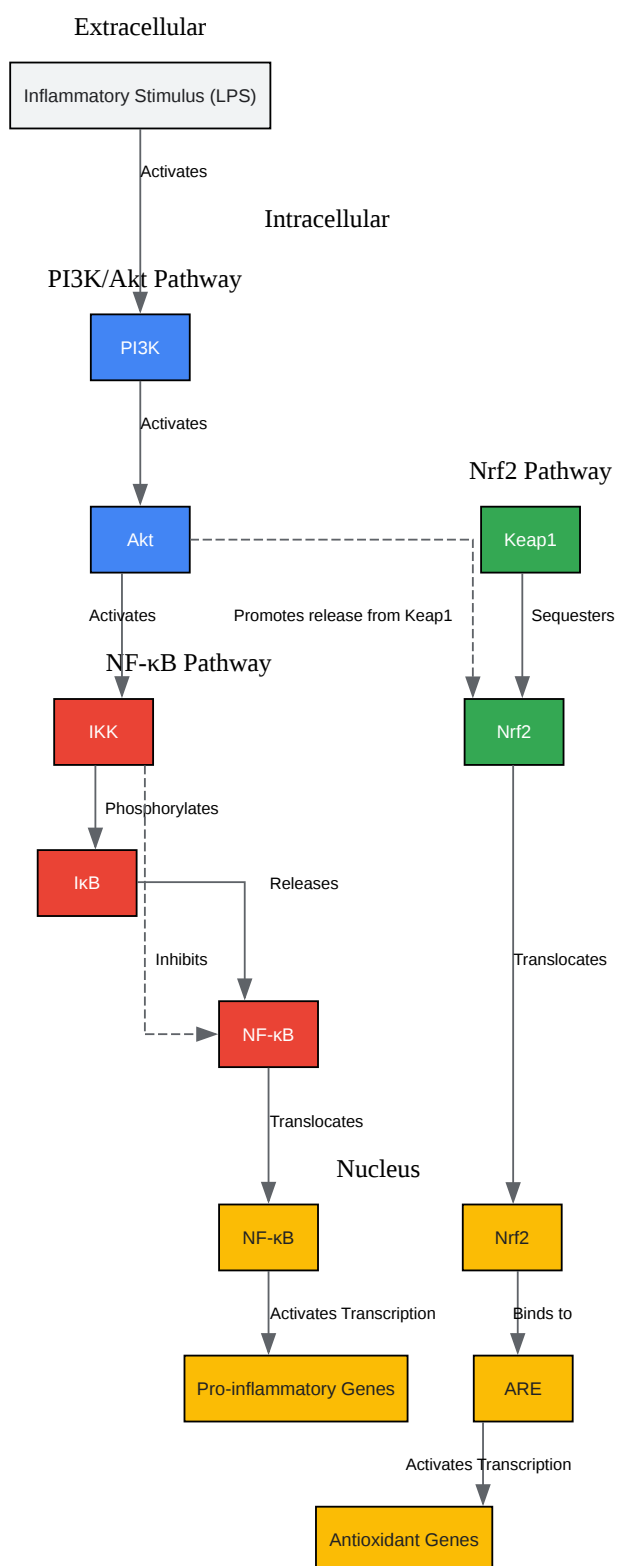 Extracellular
Inflammatory Stimulus (LPS)
Activates
Intracellular
PI3K/Akt Pathway
PI3K
Activates
Nrf2 Pathway
Akt
Keap1
Activates
Promotes release from Keap1
Sequesters
NF-κB Pathway
IKK
Nrf2
Phosphorylates
IκB
Releases
Inhibits
Translocates
NF-κB
Translocates
Nucleus
NF-κB
Nrf2
Activates Transcription
Binds to
Pro-inflammatory Genes
ARE
Activates Transcription
Antioxidant Genes